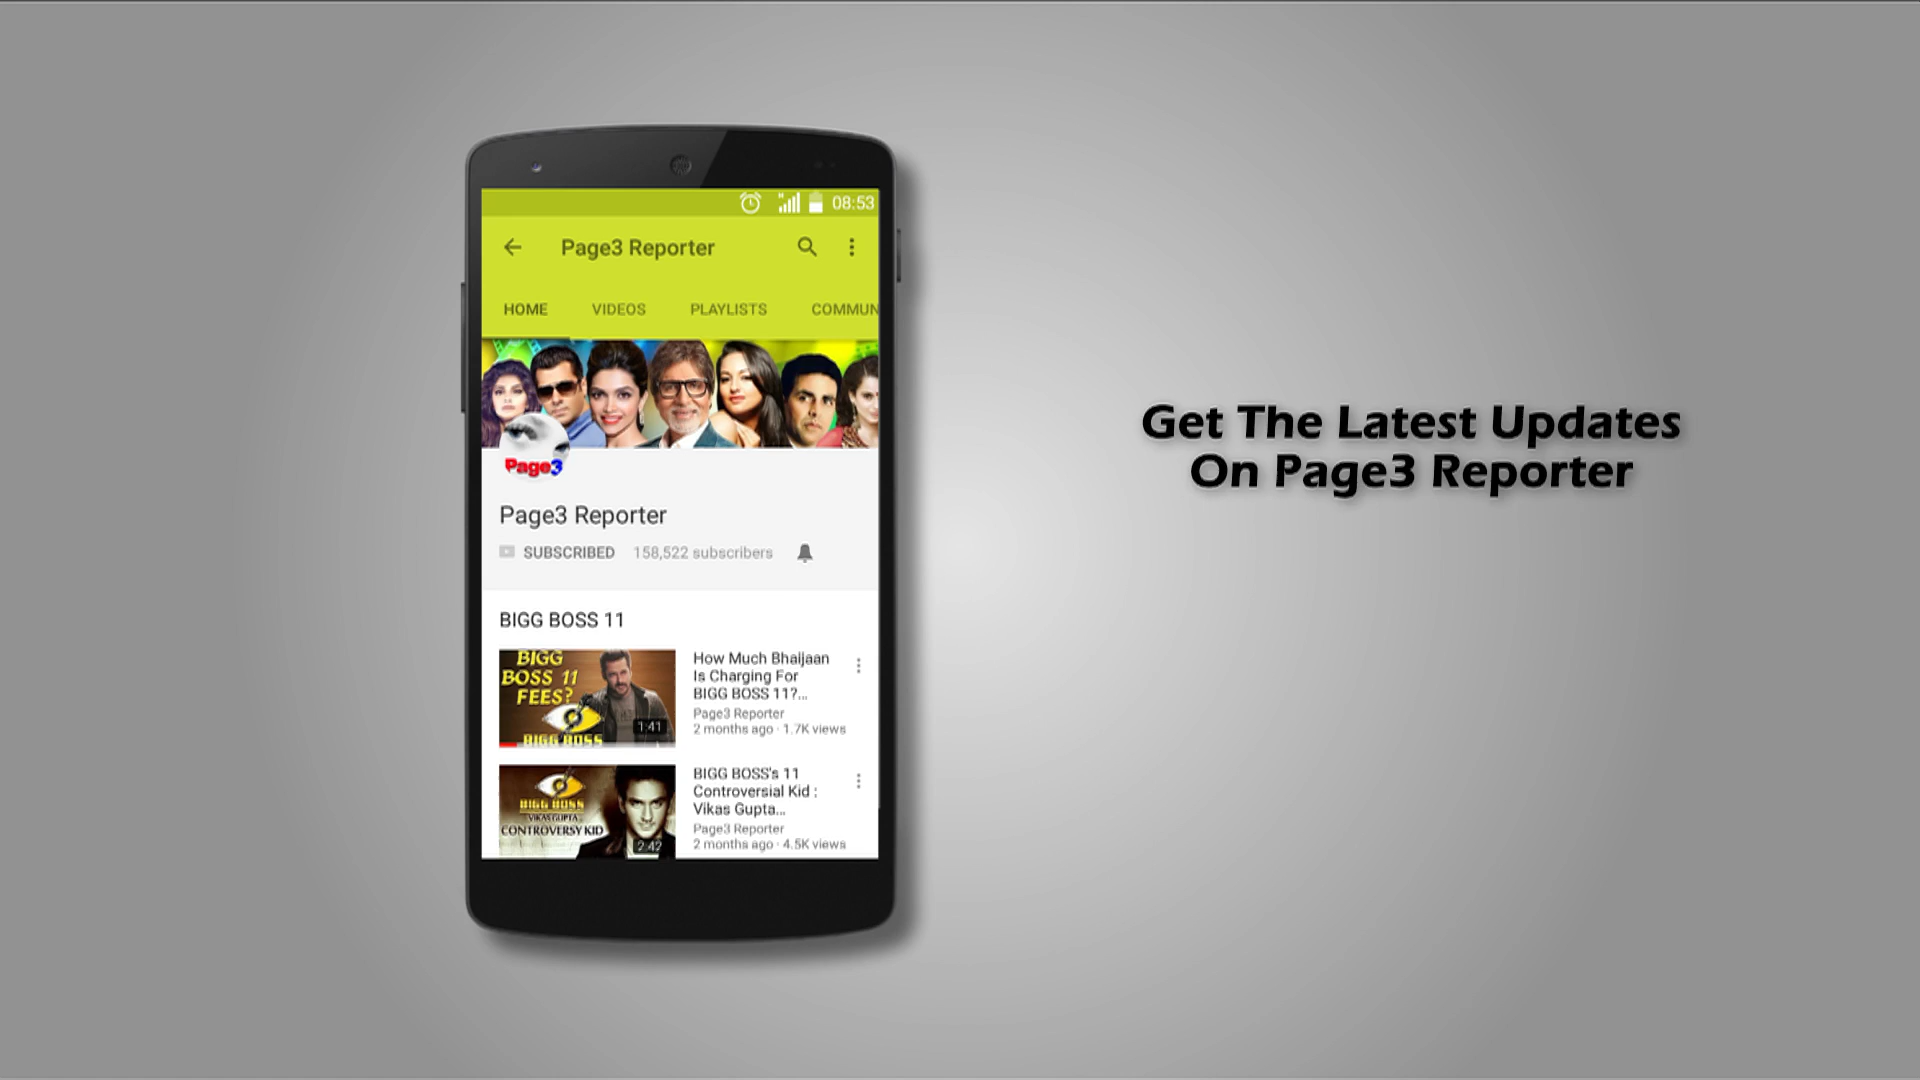 08:53
Page3 Reporter
HOME VIDEOS PLAYLISTS COMMUN
Page3
Page3 Reporter
SUBSCRIBED 158,522 subscribers
BIGG BOSS 11
BIGG
BOSS 11
FEES?
BIGG BOSS
1:41
How Much Bhaijaan
Is Charging For
BIGG BOSS 11?...
Page3 Reporter
2 months ago · 1.7K views
BIGG BOSS
VIKAS GUPTA
CONTROVERSY KID
2:42
BIGG BOSS's 11
Controversial Kid :
Vikas Gupta...
Page3 Reporter
2 months ago · 4.5K views
Get The Latest Updates
On Page3 Reporter